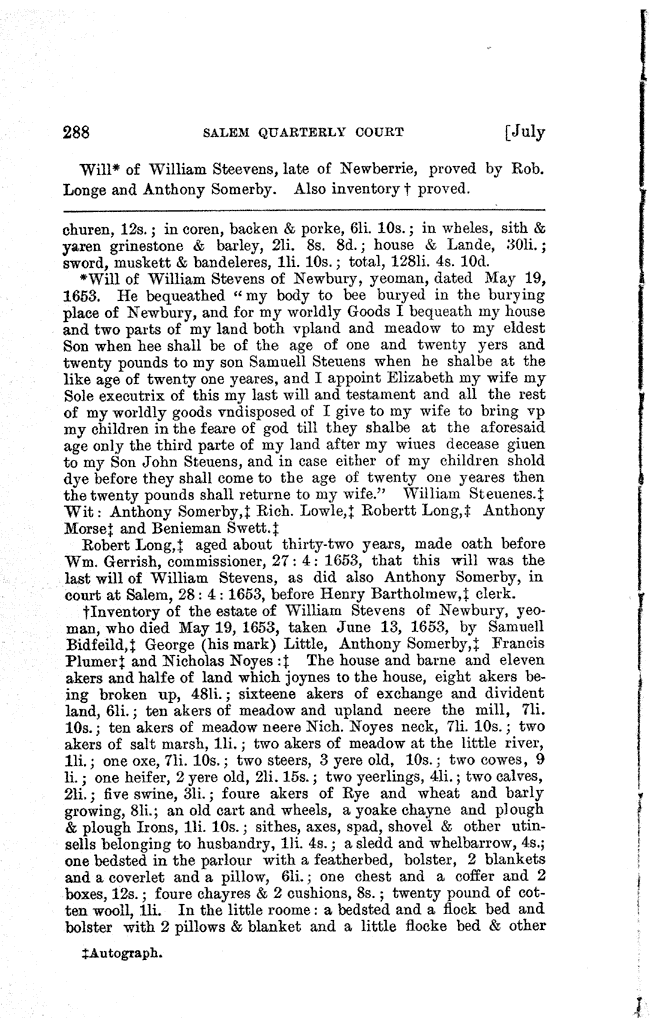 288 SALEM QUARTERLY COURT [July
Will* of William Steevens, late of Newberrie, proved by Rob.
Longe and Anthony Somerby. Also inventory † proved.
churen, 12s.; in coren, backen & porke, 6li. 10s.; in wheles, sith &
yaren grinestone & barley, 2li. 8s. 8d.; house & Lande, 30li.;
sword, muskett & bandeleres, 1li. 10s.; total, 128li. 4s. 10d.
*Will of William Stevens of Newbury, yeoman, dated May 19,
1653. He bequeathed "my body to bee buryed in the burying
place of Newbury, and for my worldly Goods I bequeath my house
and two parts of my land both vpland and meadow to my eldest
Son when hee shall be of the age of one and twenty yers and
twenty pounds to my son Samuell Steuens when he shalbe at the
like age of twenty one yeares, and I appoint Elizabeth my wife my
Sole executrix of this my last will and testament and all the rest
of my worldly goods vndisposed of I give to my wife to bring vp
my children in the feare of god till they shalbe at the aforesaid
age only the third parte of my land after my wiues decease giuen
to my Son John Steuens, and in case either of my children shold
dye before they shall come to the age of twenty one yeares then
the twenty pounds shall returne to my wife." William Steuenes.‡
Wit: Anthony Somerby,‡ Rich. Lowle,‡ Robertt Long,‡ Anthony
Morse‡ and Benieman Swett.‡
Robert Long,‡ aged about thirty-two years, made oath before
Wm. Gerrish, commissioner, 27 : 4 : 1653, that this will was the
last will of William Stevens, as did also Anthony Somerby, in
court at Salem, 28 : 4 : 1653, before Henry Bartholmew,‡ clerk.
†Inventory of the estate of William Stevens of Newbury, yeo-
man, who died May 19, 1653, taken June 13, 1653, by Samuell
Bidfeild,‡ George (his mark) Little, Anthony Somerby,‡ Francis
Plumer‡ and Nicholas Noyes :‡ The house and barne and eleven
akers and halfe of land which joynes to the house, eight akers be-
ing broken up, 48li.; sixteene akers of exchange and divident
land, 6li.; ten akers of meadow and upland neere the mill, 7li.
10s.; ten akers of meadow neere Nich. Noyes neck, 7li. 10s.; two
akers of salt marsh, 1li.; two akers of meadow at the little river,
1li.; one oxe, 7li. 10s.; two steers, 3 yere old, 10s.; two cowes, 9
li.; one heifer, 2 yere old, 2li. 15s.; two yeerlings, 4li.; two calves,
2li.; five swine, 3li.; foure akers of Rye and wheat and barly
growing, 8li.; an old cart and wheels, a yoake chayne and plough
& plough Irons, 1li. 10s.; sithes, axes, spad, shovel & other utin-
sells belonging to husbandry, 1li. 4s.; a sledd and whelbarrow, 4s.;
one bedsted in the parlour with a featherbed, bolster, 2 blankets
and a coverlet and a pillow, 6li.; one chest and a coffer and 2
boxes, 12s.; foure chayres & 2 cushions, 8s.; twenty pound of cot-
ten wooll, 1li. In the little roome: a bedsted and a flock bed and
bolster with 2 pillows & blanket and a little flocke bed & other
‡Autograph.